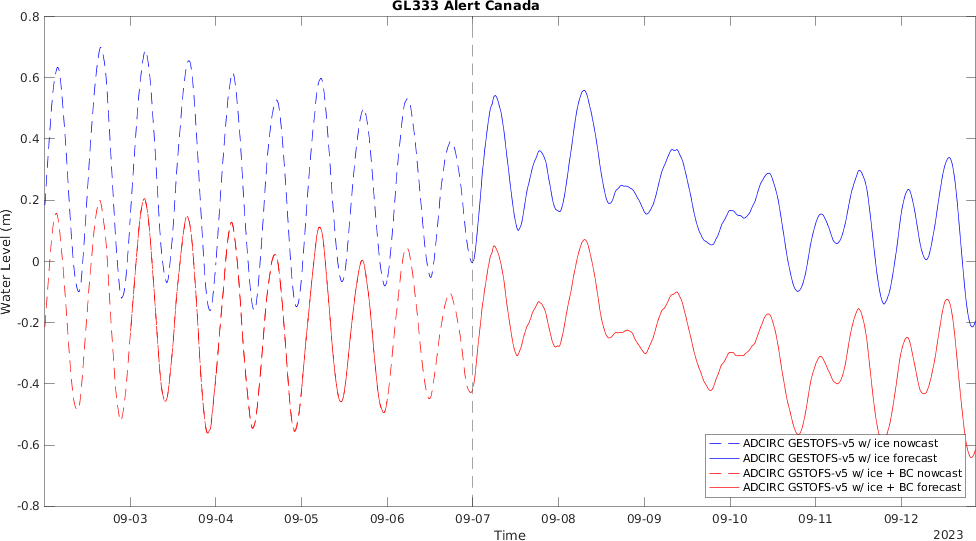 GL333 Alert Canada
0.8
0.6
0.4
0.2
0
-0.2
-0.4
-0.6
-0.8
Water Level (m)
ADCIRC GESTOFS-v5 w/ ice nowcast
ADCIRC GESTOFS-v5 w/ ice forecast
ADCIRC GSTOFS-v5 w/ ice + BC nowcast
ADCIRC GSTOFS-v5 w/ ice + BC forecast
09-03 09-04 09-05 09-06 09-07 09-08 09-09 09-10 09-11 09-12
Time
2023